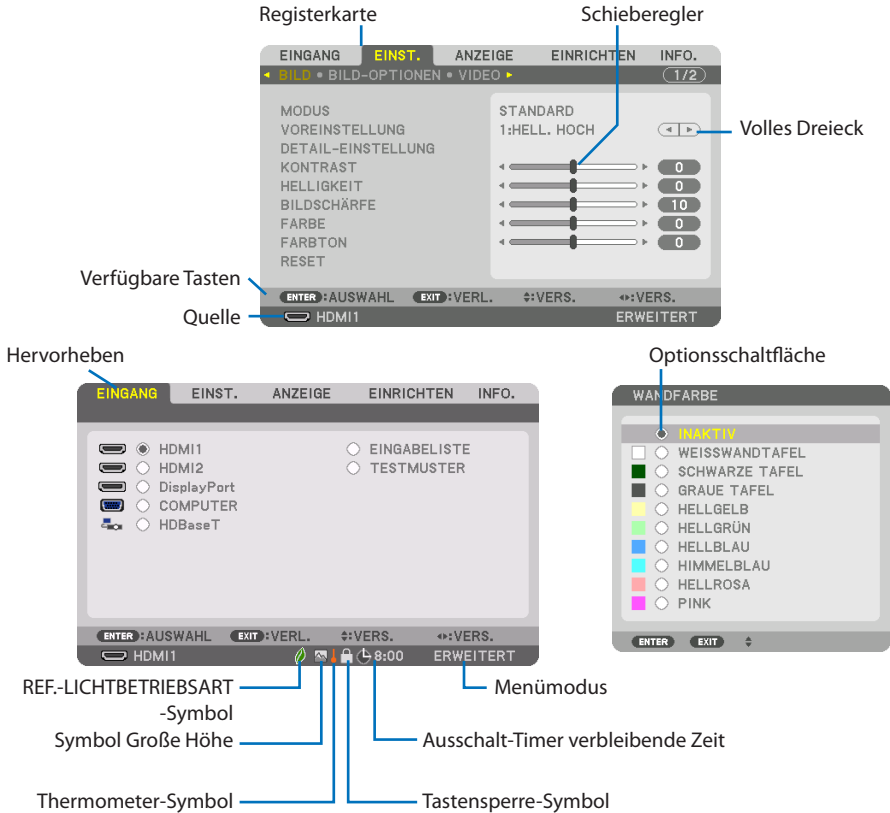 Registerkarte
Schieberegler
EINGANG EINST. ANZEIGE EINRICHTEN INFO.
BILD • BILD-OPTIONEN • VIDEO 1/2
MODUS STANDARD
VOREINSTELLUNG 1:HELL. HOCH
Volles Dreieck
DETAIL-EINSTELLUNG
KONTRAST 0
HELLIGKEIT 0
BILDSCHÄRFE 10
FARBE 0
FARBTON 0
RESET
Verfügbare Tasten
ENTER :AUSWAHL EXIT :VERL. :VERS. :VERS.
Quelle
HDMI1 ERWEITERT
Hervorheben
Optionsschaltfläche
EINGANG EINST. ANZEIGE EINRICHTEN INFO.
HDMI1 EINGABELISTE
HDMI2 TESTMUSTER
DisplayPort
COMPUTER
HDBaseT
ENTER :AUSWAHL EXIT :VERL. :VERS. :VERS.
HDMI1 8:00 ERWEITERT
WANDFARBE
INAKTIV
WEISSWANDTAFEL
SCHWARZE TAFEL
GRAUE TAFEL
HELLGELB
HELLGRÜN
HELLBLAU
HIMMELBLAU
HELLROSA
PINK
ENTER EXIT
REF.-LICHTBETRIEBSART
-Symbol
Menümodus
Symbol Große Höhe
Ausschalt-Timer verbleibende Zeit
Thermometer-Symbol
Tastensperre-Symbol